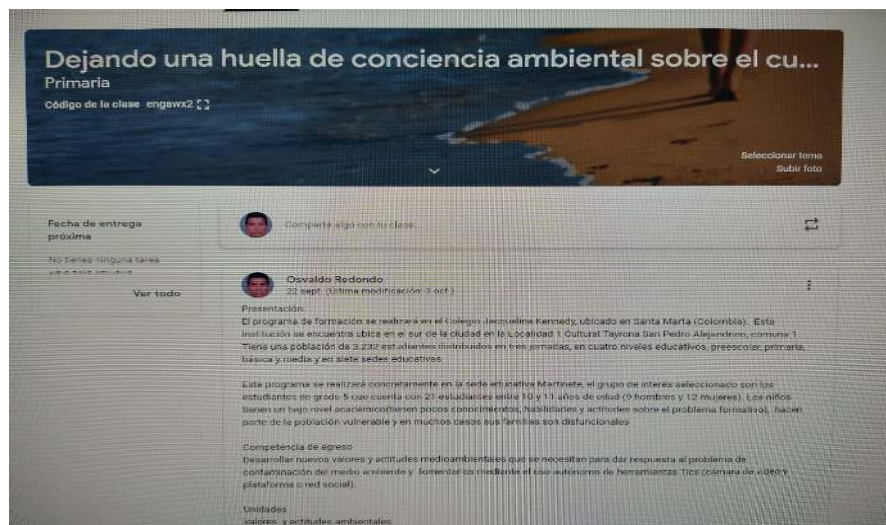 Dejando una huella de conciencia ambiental sobre el cu...
Primaria
Código de la clase engawx2
Seleccionar tema
Subir foto
Fecha de entrega
próxima
No tienes ninguna tarea
Ver todo
Comparte algo con tu clase...
Osvaldo Redondo
22 sept. (Última modificación: 3 oct.)
Presentación:
El programa de formación se realizará en el Colegio Jacquelina Kennedy, ubicado en Santa Marta (Colombia). Esta
institución se encuentra ubica en el sur de la ciudad en la Localidad 1 Cultural Tayrona San Pedro Alejandrino, comuna 1.
Tiene una población de 3.232 estudiantes distribuidos en tres jornadas, en cuatro niveles educativos, preescolar, primaria,
básica y media y en siete sedes educativas.
Este programa se realizará concretamente en la sede educativa Martinete, el grupo de interés seleccionado son los
estudiantes de grado 5 que cuenta con 21 estudiantes entre 10 y 11 años de edad (9 hombres y 12 mujeres). Los niños
tienen un bajo nivel académico(tienen pocos conocimientos, habilidades y actitudes sobre el problema formativo), hacen
parte de la población vulnerable y en muchos casos sus familias son disfuncionales.
Competencia de egreso
Desarrollar nuevos valores y actitudes medioambientales que se necesitan para dar respuesta al problema de
contaminación del medio ambiente y fomentarlos mediante el uso autónomo de herramientas Tics (cámara de video y
plataforma o red social).
Unidades
valores y actitudes ambientales